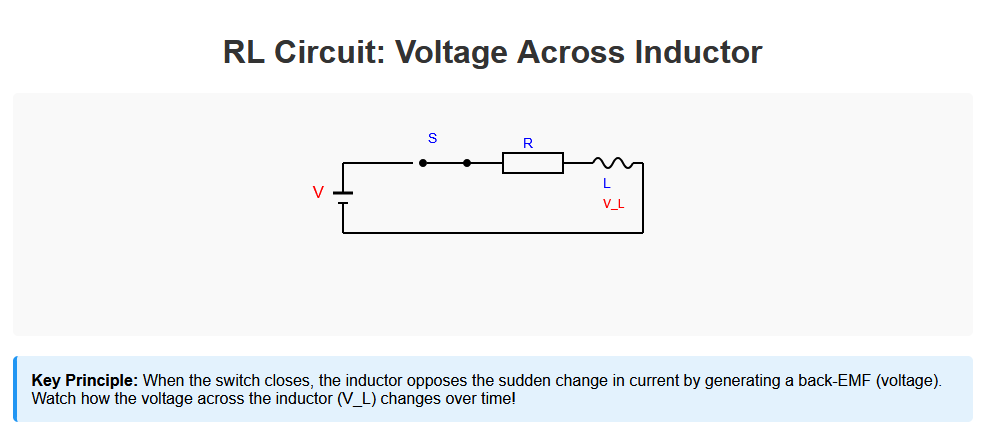 RL Circuit: Voltage Across Inductor
S
R
V
L
V_L
Key Principle: When the switch closes, the inductor opposes the sudden change in current by generating a back-EMF (voltage).
Watch how the voltage across the inductor (V_L) changes over time!